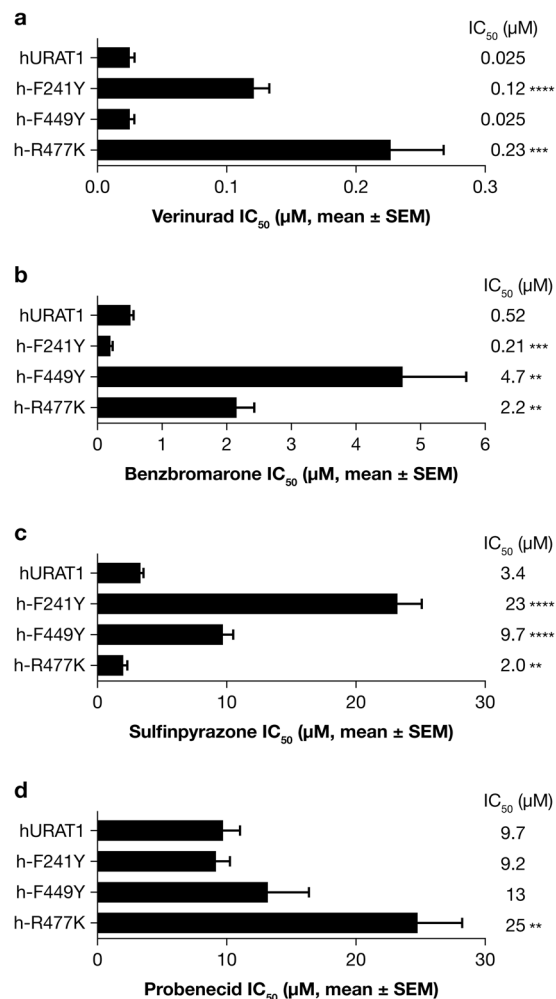 a
IC50 (µM)
hURAT1 0.025
h-F241Y 0.12 ****
h-F449Y 0.025
h-R477K 0.23 ***
0.0 0.1 0.2 0.3
Verinurad IC50 (µM, mean ± SEM)
b
IC50 (µM)
hURAT1 0.52
h-F241Y 0.21 ***
h-F449Y 4.7 **
h-R477K 2.2 **
0 1 2 3 4 5 6
Benzbromarone IC50 (µM, mean ± SEM)
c
IC50 (µM)
hURAT1 3.4
h-F241Y 23 ****
h-F449Y 9.7 ****
h-R477K 2.0 **
0 10 20 30
Sulfinpyrazone IC50 (µM, mean ± SEM)
d
IC50 (µM)
hURAT1 9.7
h-F241Y 9.2
h-F449Y 13
h-R477K 25 **
0 10 20 30
Probenecid IC50 (µM, mean ± SEM)